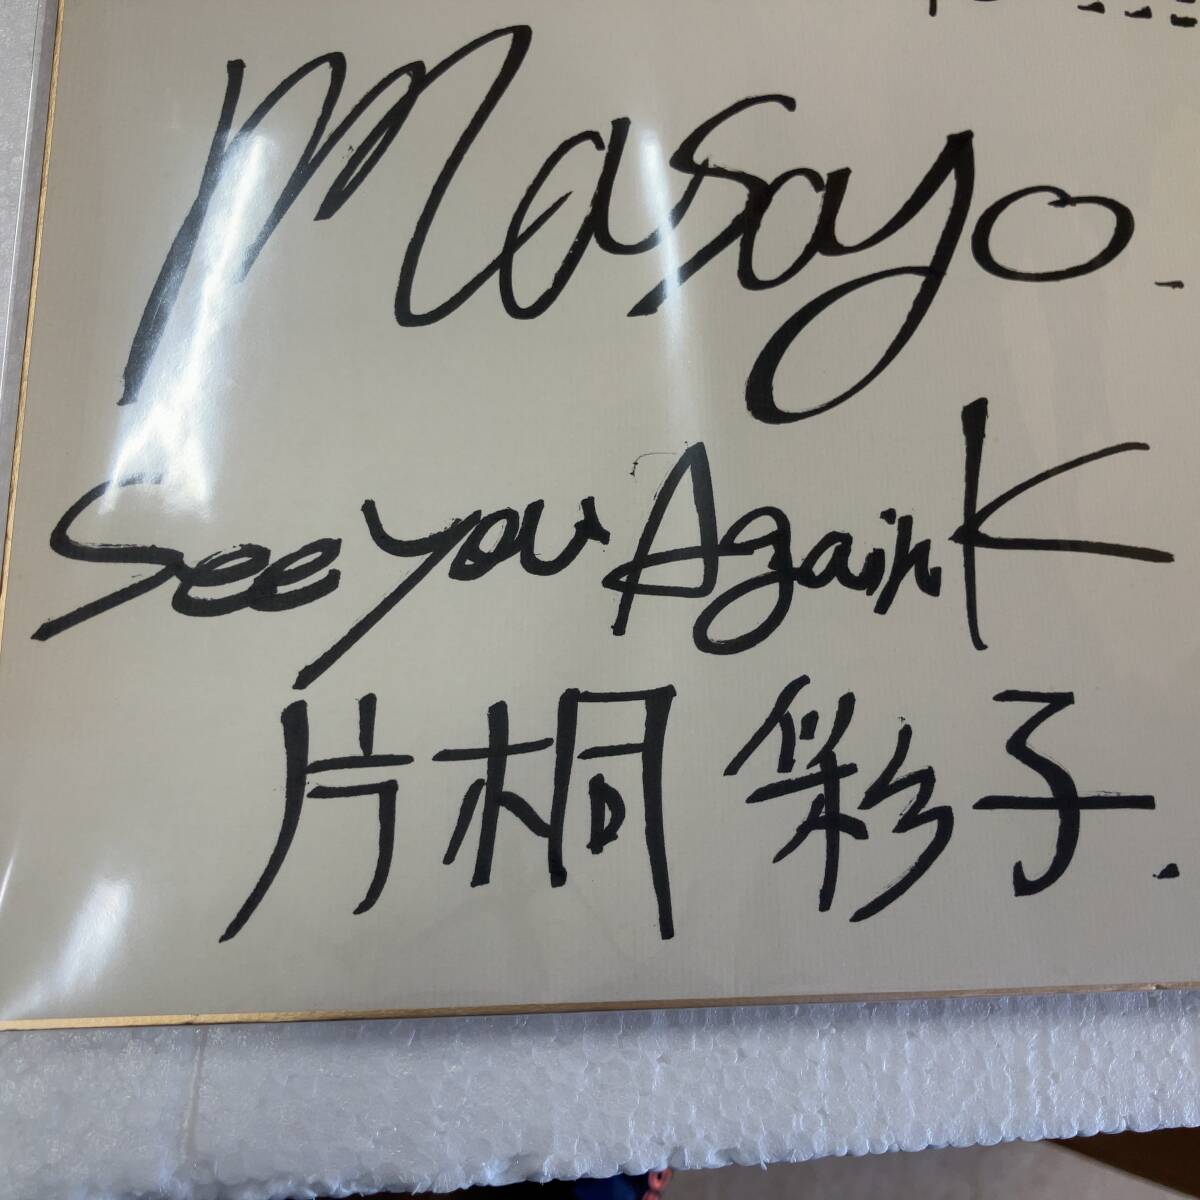 Masayo.
See you Again K
片桐 彩子.